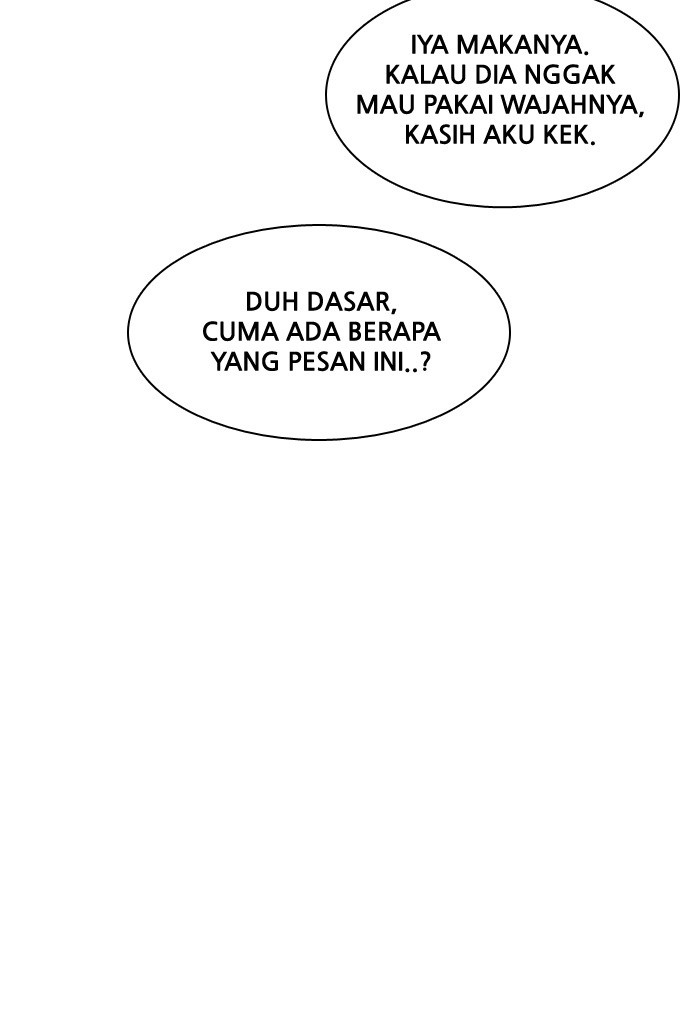 IYA MAKANYA.
KALAU DIA NGGAK
MAU PAKAI WAJAHNYA,
KASIH AKU KEK.
DUH DASAR,
CUMA ADA BERAPA
YANG PESAN INI..?